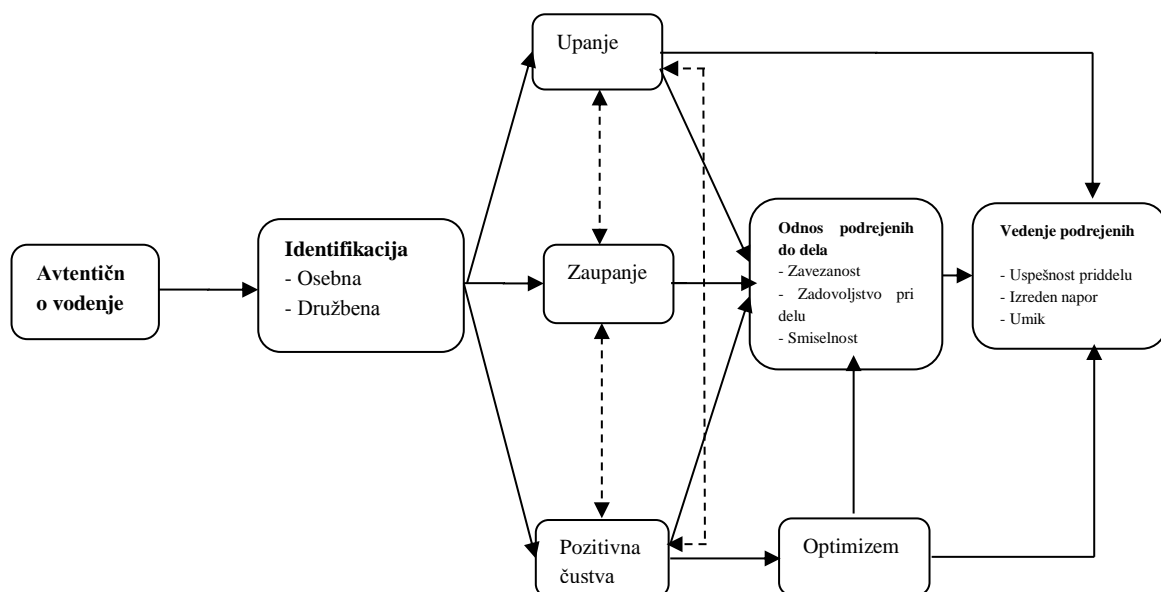 Upanje
Identifikacija
- Osebna
- Družbena
Avtentičn
o vodenje
Zaupanje
Odnos podrejenih
do dela
- Zavezanost
- Zadovoljstvo pri
delu
- Smiselnost
Vedenje podrejenih
- Uspešnost priddelu
- Izreden napor
- Umik
Pozitivna
čustva
Optimizem